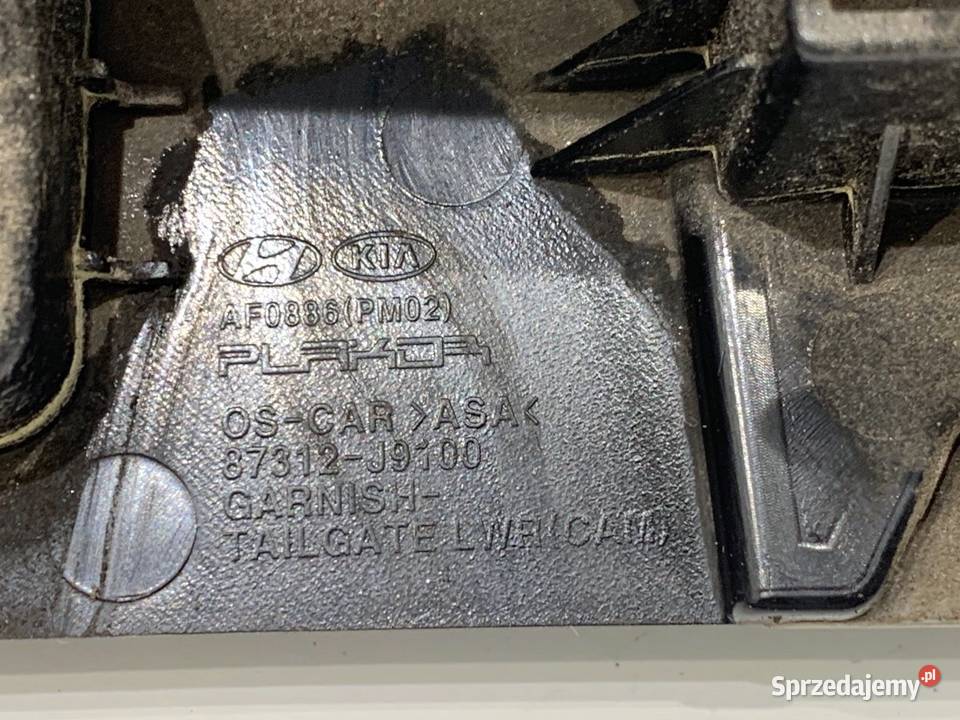 KIA
AF0886(PM02)
PLAKOR
OS-CAR >ASA<
87312-J9100
GARNISH-
TAILGATE LWR(CAM)
Sprzedajemy.pl